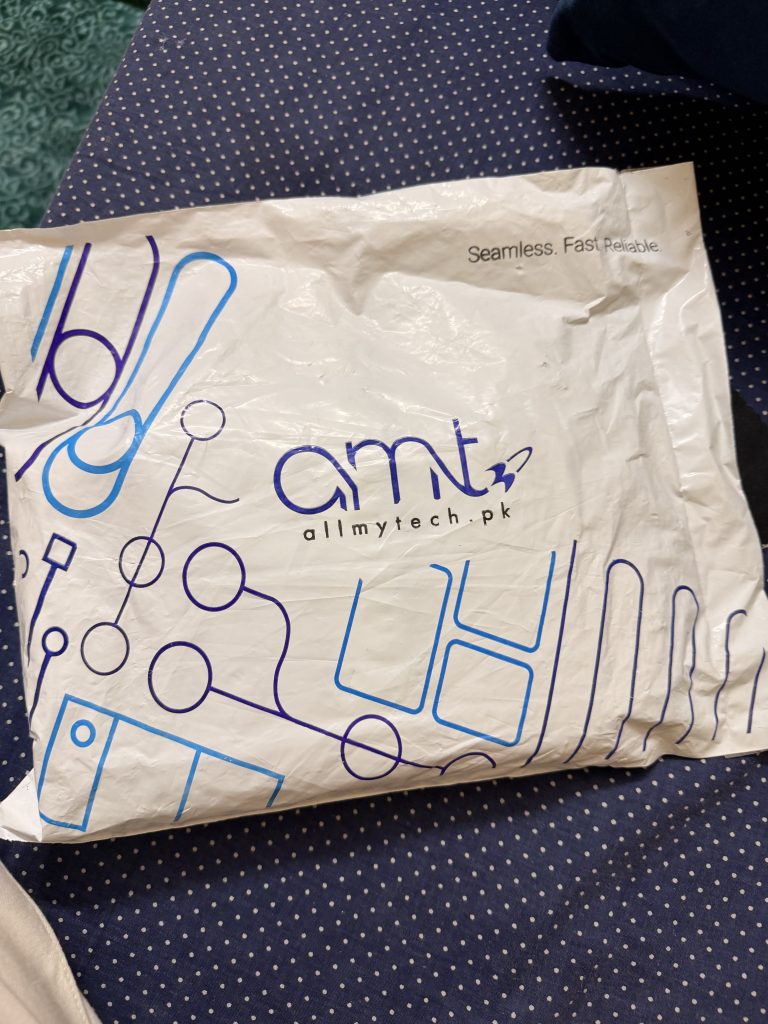 Seamless. Fast Reliable.
amt
allmytech.pk